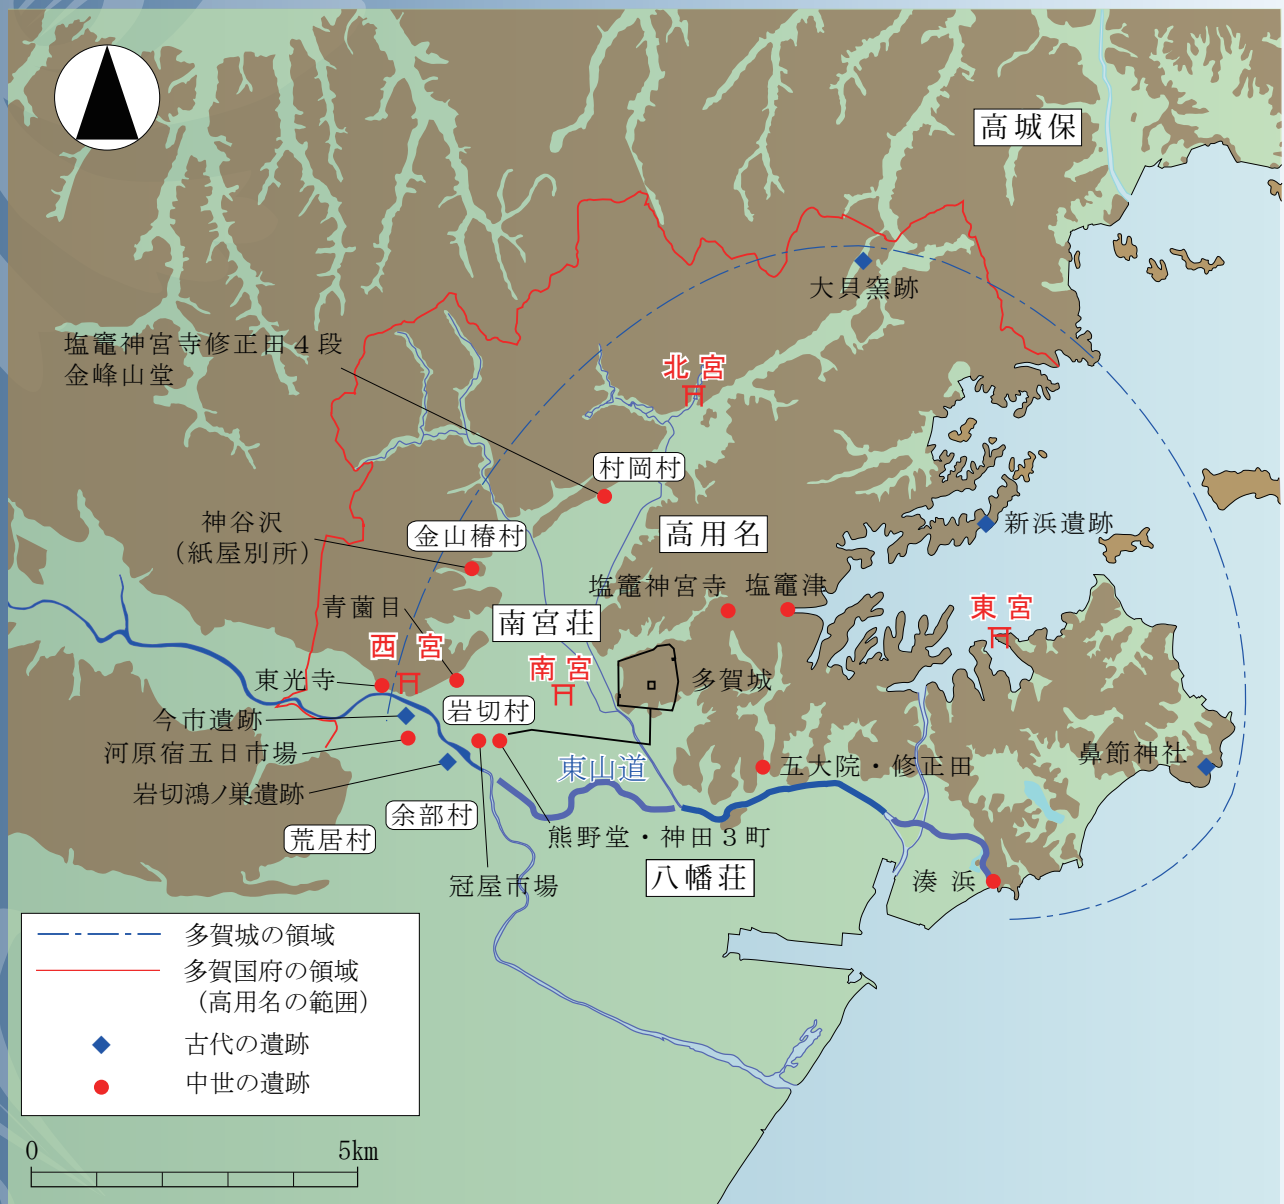 高城保
大貝窯跡
塩竈神宮寺修正田４段
金峰山堂
北宮
村岡村
神谷沢
（紙屋別所）
金山椿村
高用名
新浜遺跡
青薗目
南宮荘
塩竈神宮寺
塩竈津
東宮
西宮
南宮
東光寺
多賀城
今市遺跡
岩切村
河原宿五日市場
東山道
五大院・修正田
鼻節神社
岩切鴻ノ巣遺跡
余部村
荒居村
熊野堂・神田３町
冠屋市場
八幡荘
湊浜
多賀城の領域
多賀国府の領域
（高用名の範囲）
古代の遺跡
中世の遺跡
0
5km